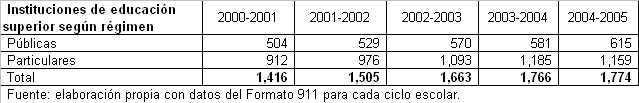 Instituciones de educación superior según régimen 2000-2001 2001-2002 2002-2003 2003-2004 2004-2005
Públicas 504 529 570 581 615
Particulares 912 976 1,093 1,185 1,159
Total 1,416 1,505 1,663 1,766 1,774
Fuente: elaboración propia con datos del Formato 911 para cada ciclo escolar.